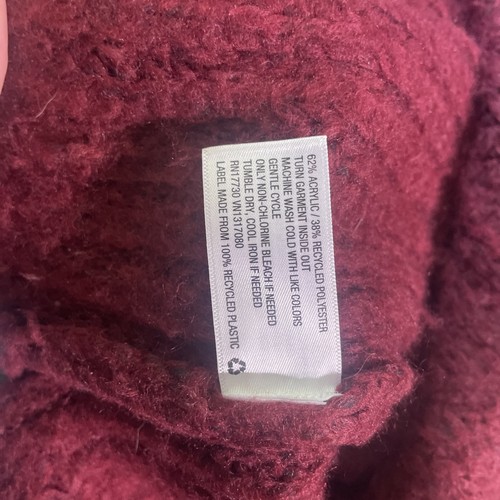 62% ACRYLIC / 38% RECYCLED POLYESTER
TURN GARMENT INSIDE OUT
MACHINE WASH COLD WITH LIKE COLORS
GENTLE CYCLE
ONLY NON-CHLORINE BLEACH IF NEEDED
TUMBLE DRY, COOL IRON IF NEEDED
RN17730 VN1317080
LABEL MADE FROM 100% RECYCLED PLASTIC